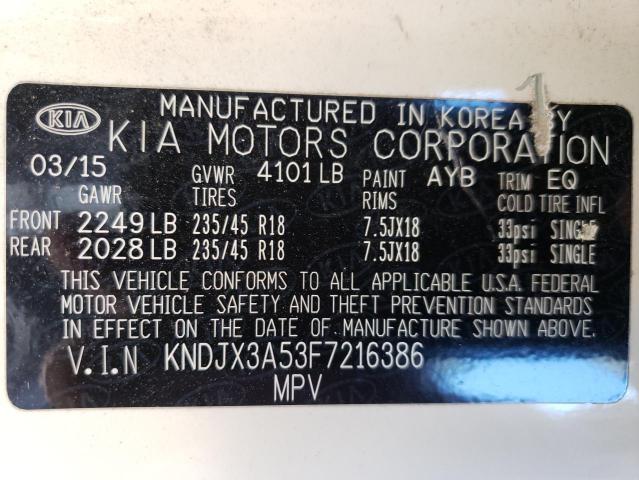 KIA MANUFACTURED IN KOREA BY
KIA MOTORS CORPORATION
03/15 GVWR 4101 LB PAINT AYB TRIM EQ
GAWR TIRES RIMS COLD TIRE INFL
FRONT 2249 LB 235/45 R18 7.5JX18 33psi SINGLE
REAR 2028 LB 235/45 R18 7.5JX18 33psi SINGLE
THIS VEHICLE CONFORMS TO ALL APPLICABLE U.S.A. FEDERAL
MOTOR VEHICLE SAFETY AND THEFT PREVENTION STANDARDS
IN EFFECT ON THE DATE OF MANUFACTURE SHOWN ABOVE.
V.I.N KNDJX3A53F7216386
MPV